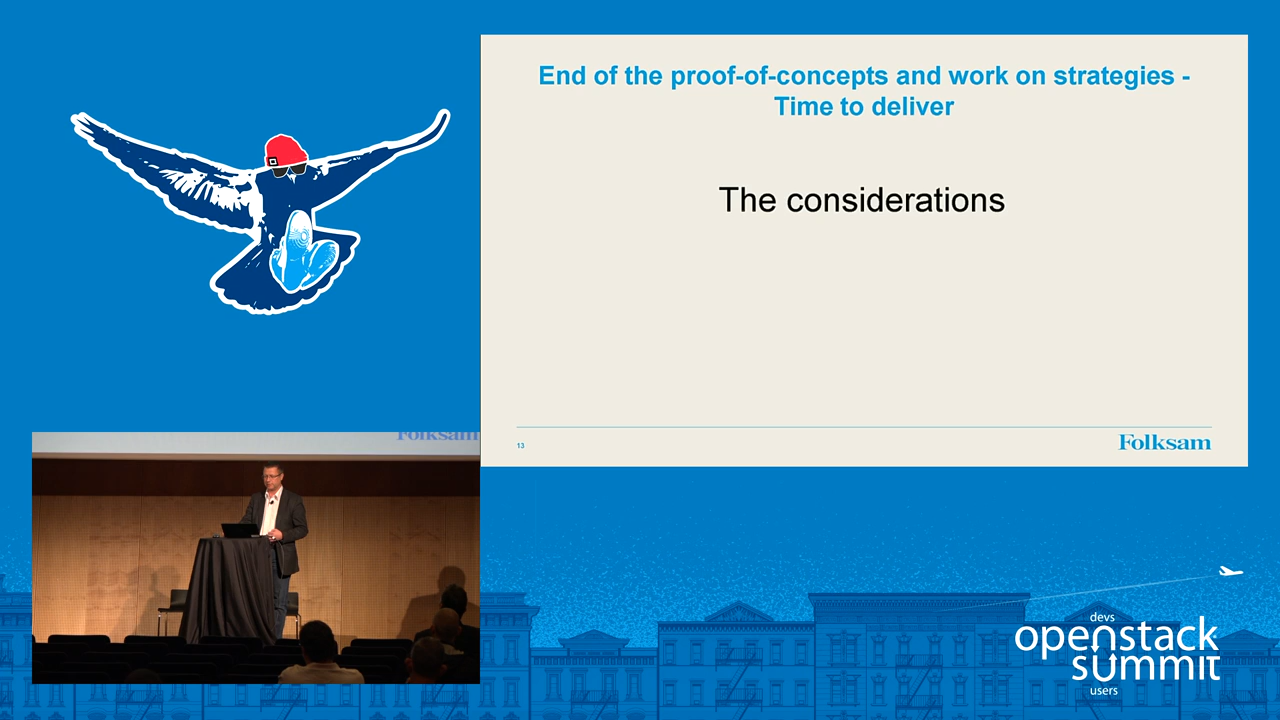 End of the proof-of-concepts and work on strategies -
Time to deliver
The considerations
13
Folksam
Folksam
devs
openstack
summit
users